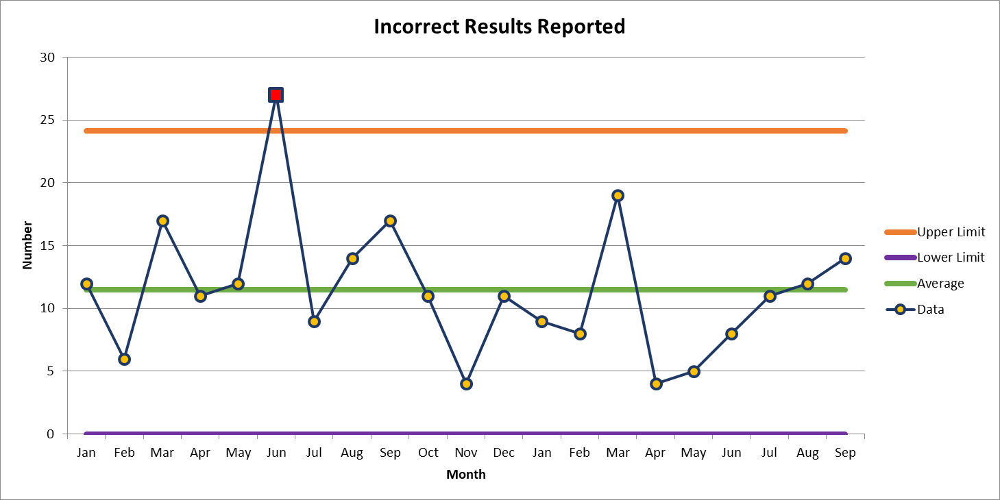 Incorrect Results Reported
30
25
20
15
10
5
0
Number
Jan Feb Mar Apr May Jun Jul Aug Sep Oct Nov Dec Jan Feb Mar Apr May Jun Jul Aug Sep
Month
Upper Limit
Lower Limit
Average
Data